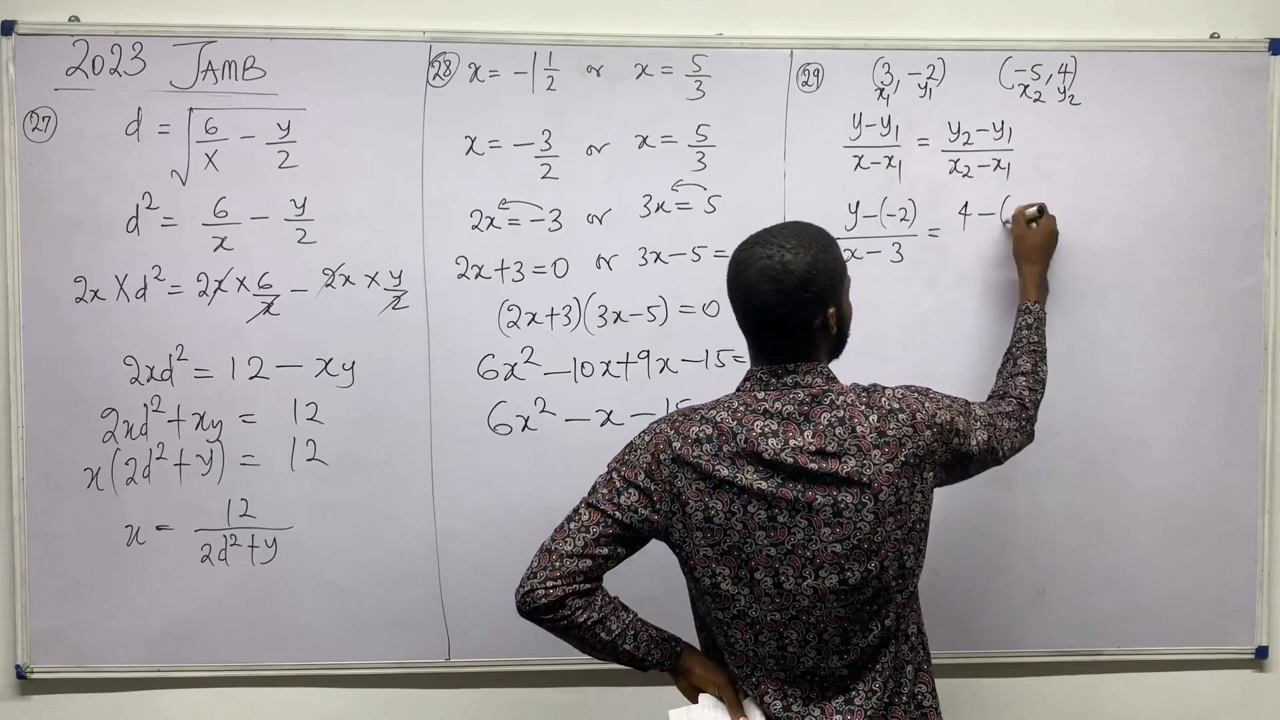 2023 JAMB
27
d = √(6/x − y/2)
d² = 6/x − y/2
2x × d² = 2x × 6/x − 2x × y/2
2xd² = 12 − xy
2xd² + xy = 12
x(2d² + y) = 12
x = 12/(2d² + y)
28 x = −1 1/2 or x = 5/3
x = −3/2 or x = 5/3
2x = −3 or 3x = 5
2x + 3 = 0 or 3x − 5 =
(2x + 3)(3x − 5) = 0
6x² − 10x + 9x − 15 =
6x² − x − 15
29 (3, −2) (−5, 4)
x₁ y₁ x₂ y₂
(y − y₁)/(x − x₁) = (y₂ − y₁)/(x₂ − x₁)
(y − (−2))/(x − 3) = 4 − (